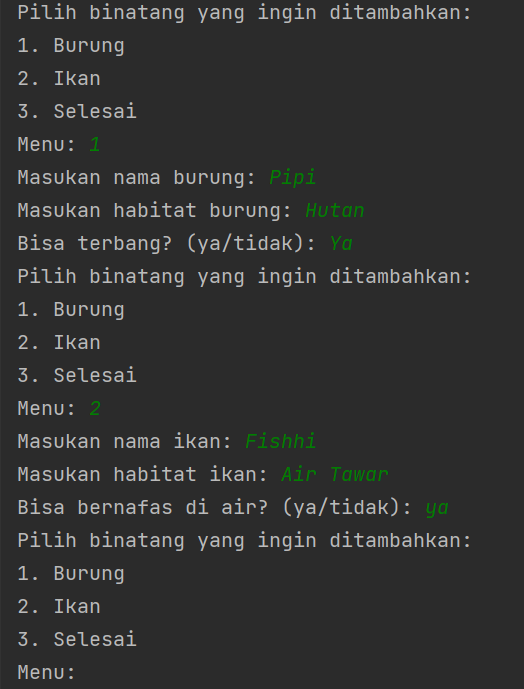 Pilih binatang yang ingin ditambahkan:
1. Burung
2. Ikan
3. Selesai
Menu: 1
Masukan nama burung: Pipi
Masukan habitat burung: Hutan
Bisa terbang? (ya/tidak): Ya
Pilih binatang yang ingin ditambahkan:
1. Burung
2. Ikan
3. Selesai
Menu: 2
Masukan nama ikan: Fishhi
Masukan habitat ikan: Air Tawar
Bisa bernafas di air? (ya/tidak): ya
Pilih binatang yang ingin ditambahkan:
1. Burung
2. Ikan
3. Selesai
Menu: